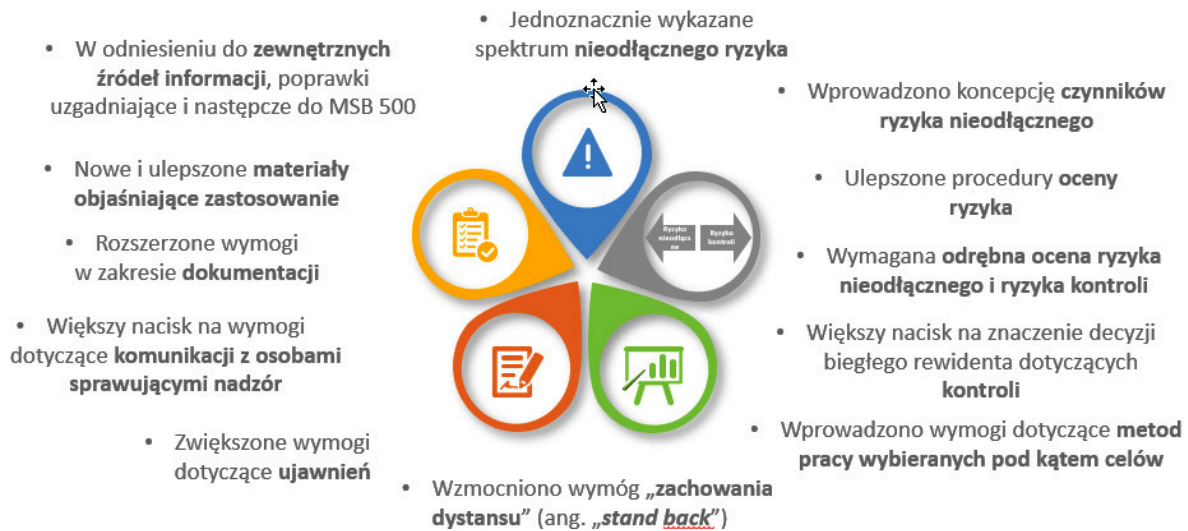 • Jednoznacznie wykazane
spektrum nieodłącznego ryzyka
• W odniesieniu do zewnętrznych
źródeł informacji, poprawki
uzgadniające i następcze do MSB 500
• Nowe i ulepszone materiały
objaśniające zastosowanie
• Rozszerzone wymogi
w zakresie dokumentacji
• Większy nacisk na wymogi
dotyczące komunikacji z osobami
sprawującymi nadzór
• Zwiększone wymogi
dotyczące ujawnień
Ryzyko
nieodłącz
ne
Ryzyko
kontroli
• Wprowadzono koncepcję czynników
ryzyka nieodłącznego
• Ulepszone procedury oceny
ryzyka
• Wymagana odrębna ocena ryzyka
nieodłącznego i ryzyka kontroli
• Większy nacisk na znaczenie decyzji
biegłego rewidenta dotyczących
kontroli
• Wprowadzono wymogi dotyczące metod
pracy wybieranych pod kątem celów
• Wzmocniono wymóg „zachowania
dystansu” (ang. „stand back”)